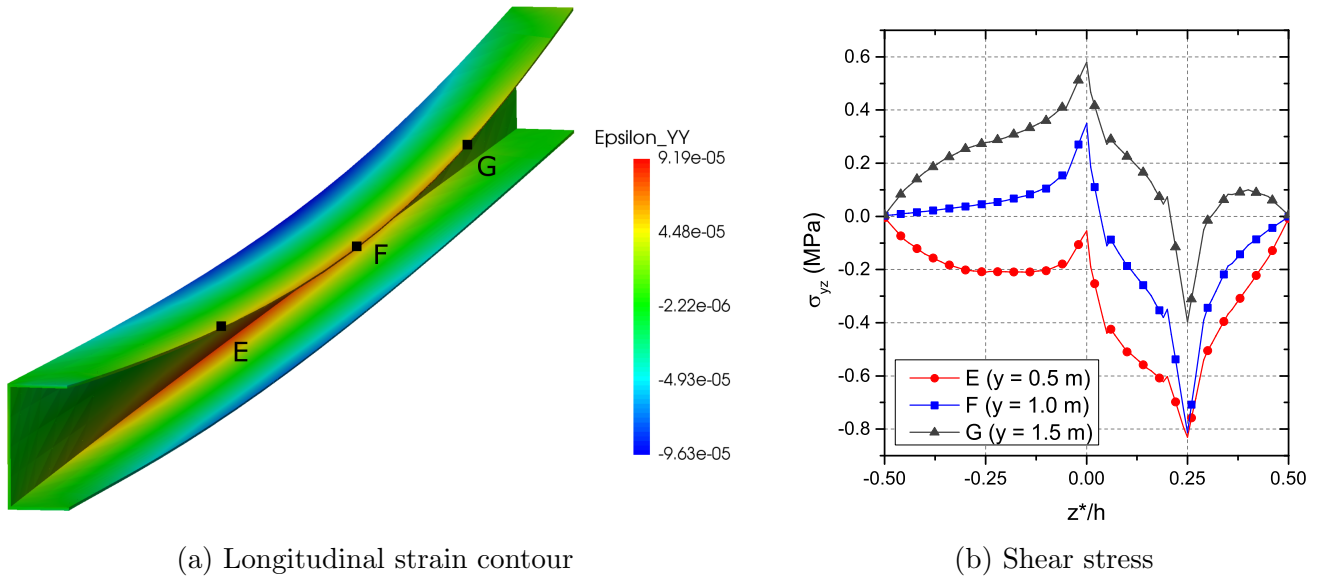 Epsilon_YY
9.19e-05
4.48e-05
-2.22e-06
-4.93e-05
-9.63e-05
G
F
E
(a) Longitudinal strain contour
0.6
0.4
0.2
0.0
-0.2
-0.4
-0.6
-0.8
σyz (MPa)
E (y = 0.5 m)
F (y = 1.0 m)
G (y = 1.5 m)
-0.50 -0.25 0.00 0.25 0.50
z*/h
(b) Shear stress